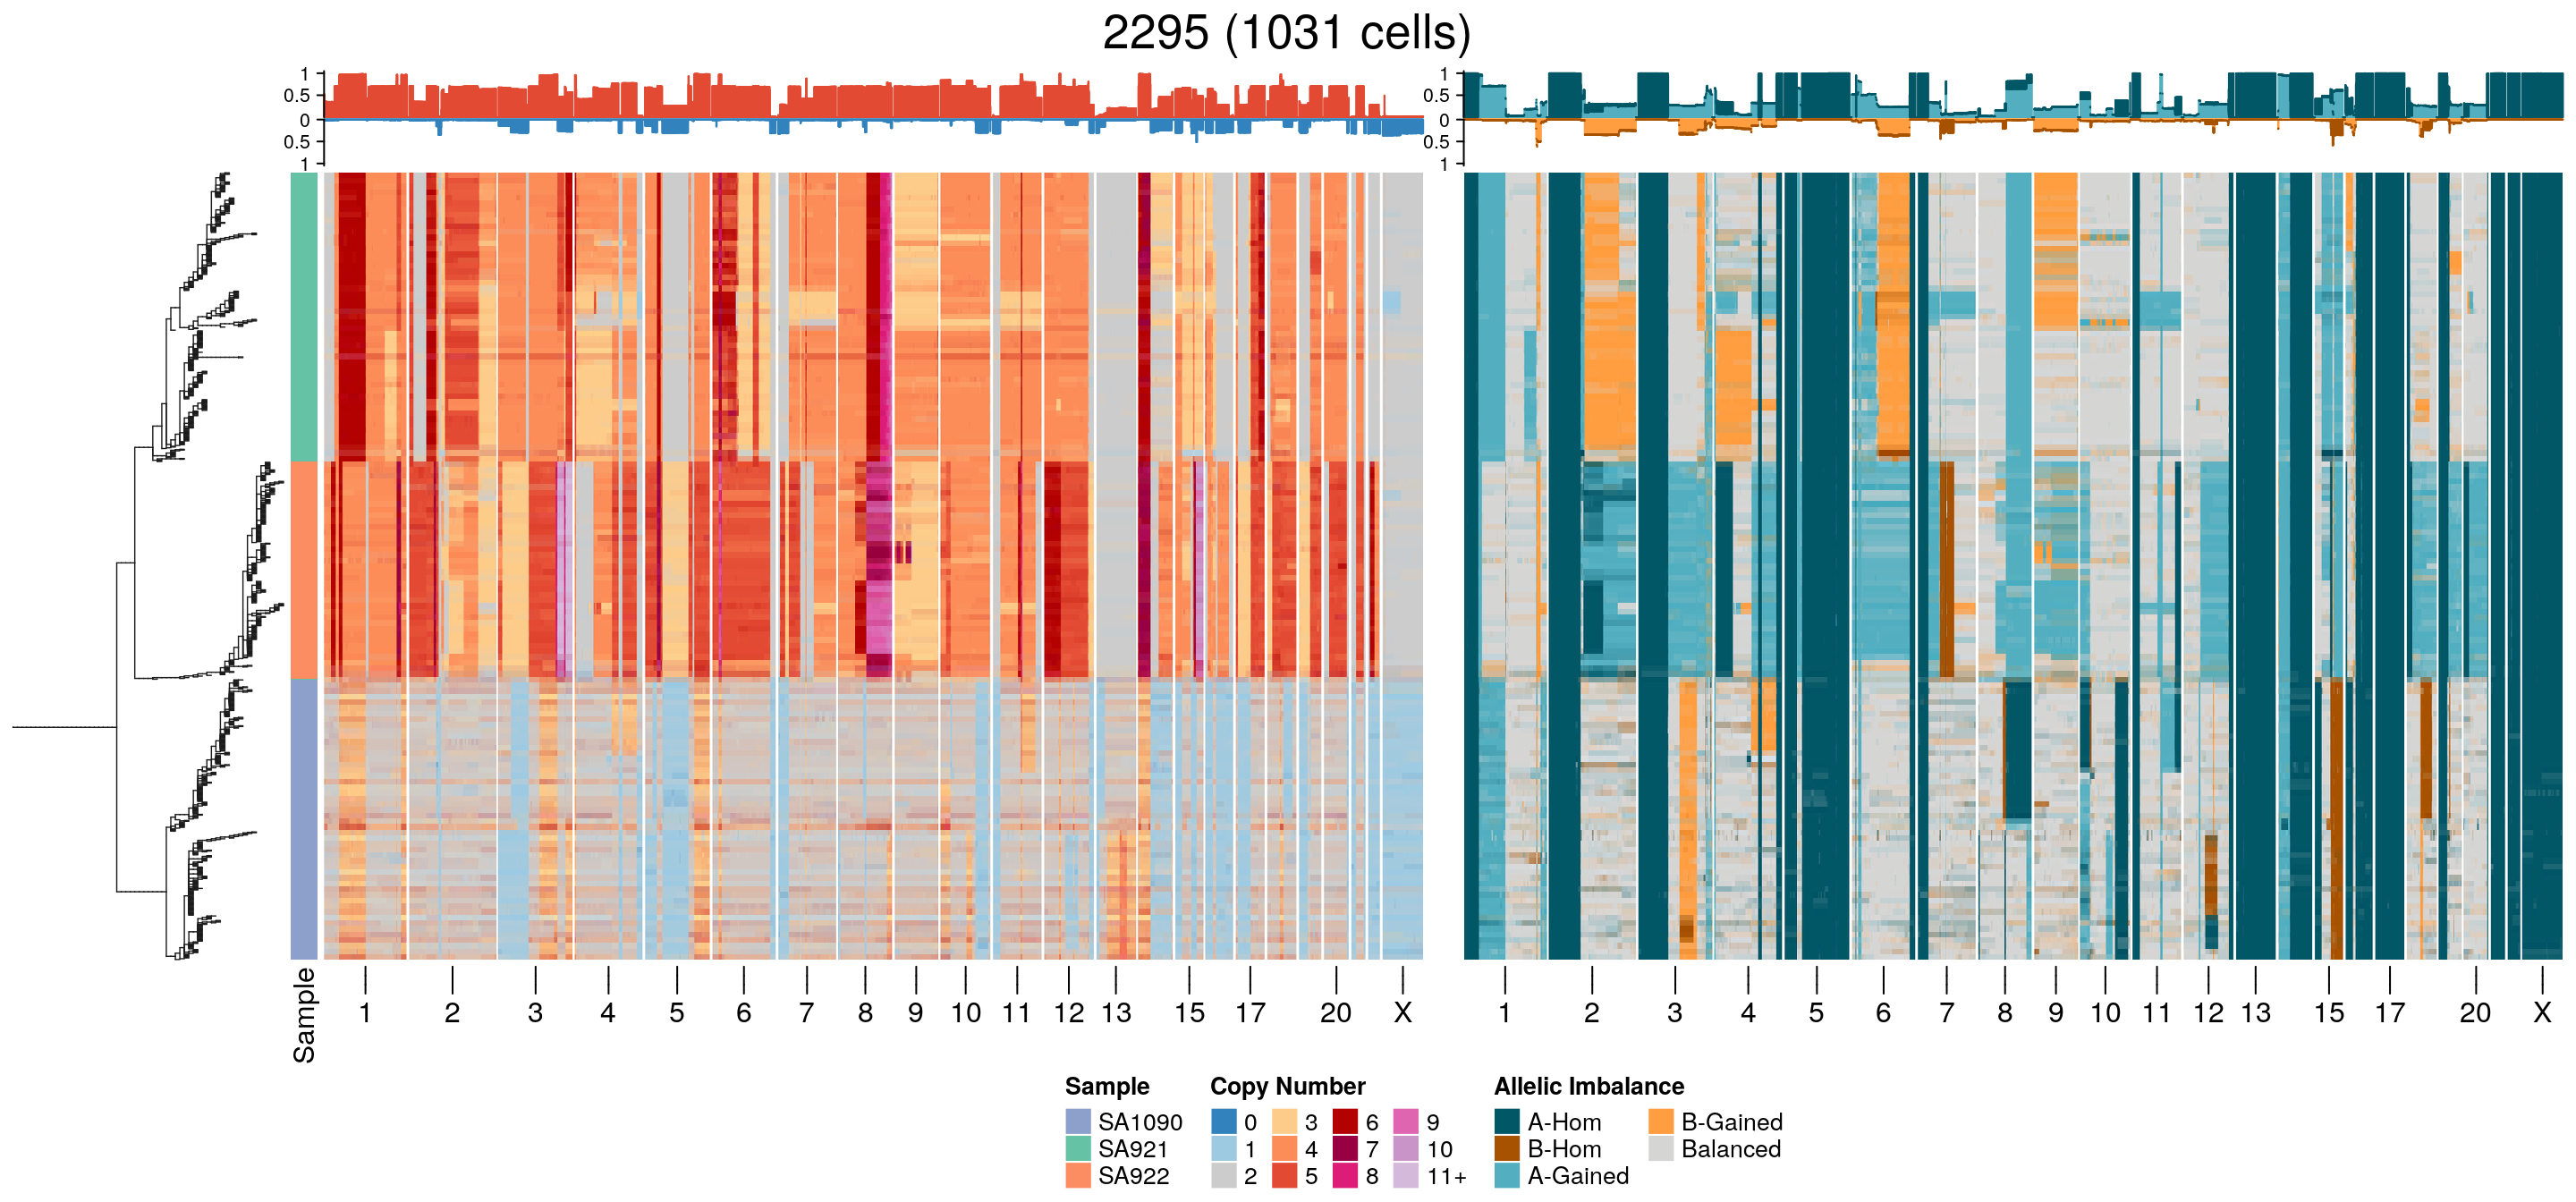 2295 (1031 cells)
1 1
0.5 0.5
0 0
0.5 0.5
1 1
Sample
1 2 3 4 5 6 7 8 9 10 11 12 13 15 17 20 X
1 2 3 4 5 6 7 8 9 10 11 12 13 15 17 20 X
Sample
SA1090
SA921
SA922
Copy Number
0 3 6 9
1 4 7 10
2 5 8 11+
Allelic Imbalance
A-Hom B-Gained
B-Hom Balanced
A-Gained